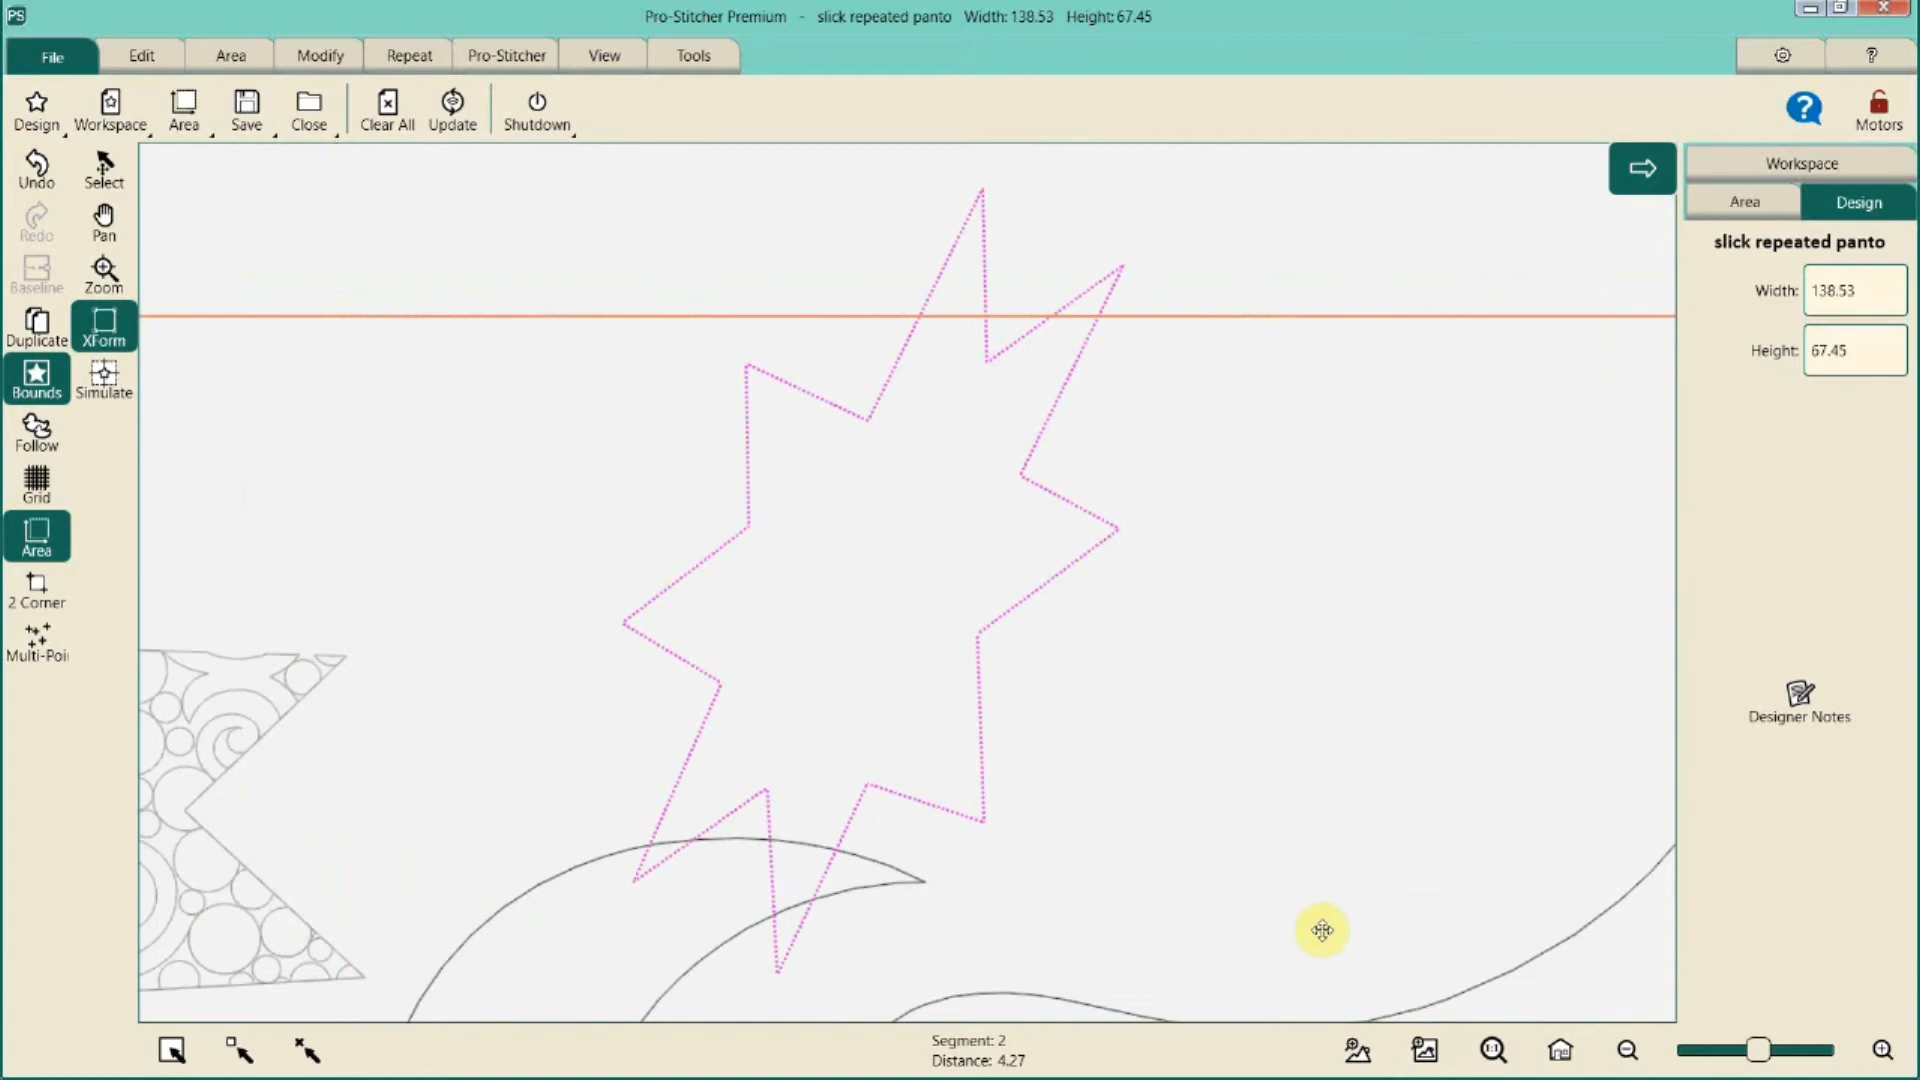 PS
Pro-Stitcher Premium - slick repeated panto Width: 138.53 Height: 67.45
File Edit Area Modify Repeat Pro-Stitcher View Tools ?
Design Workspace Area Save Close Clear All Update Shutdown ? Motors
Undo Select
Redo Pan
Baseline Zoom
Duplicate XForm
Bounds Simulate
Follow
Grid
Area
2 Corner
Multi-Poi
Workspace
Area Design
slick repeated panto
Width: 138.53
Height: 67.45
Designer Notes
Segment: 2
Distance: 4.27
1:1